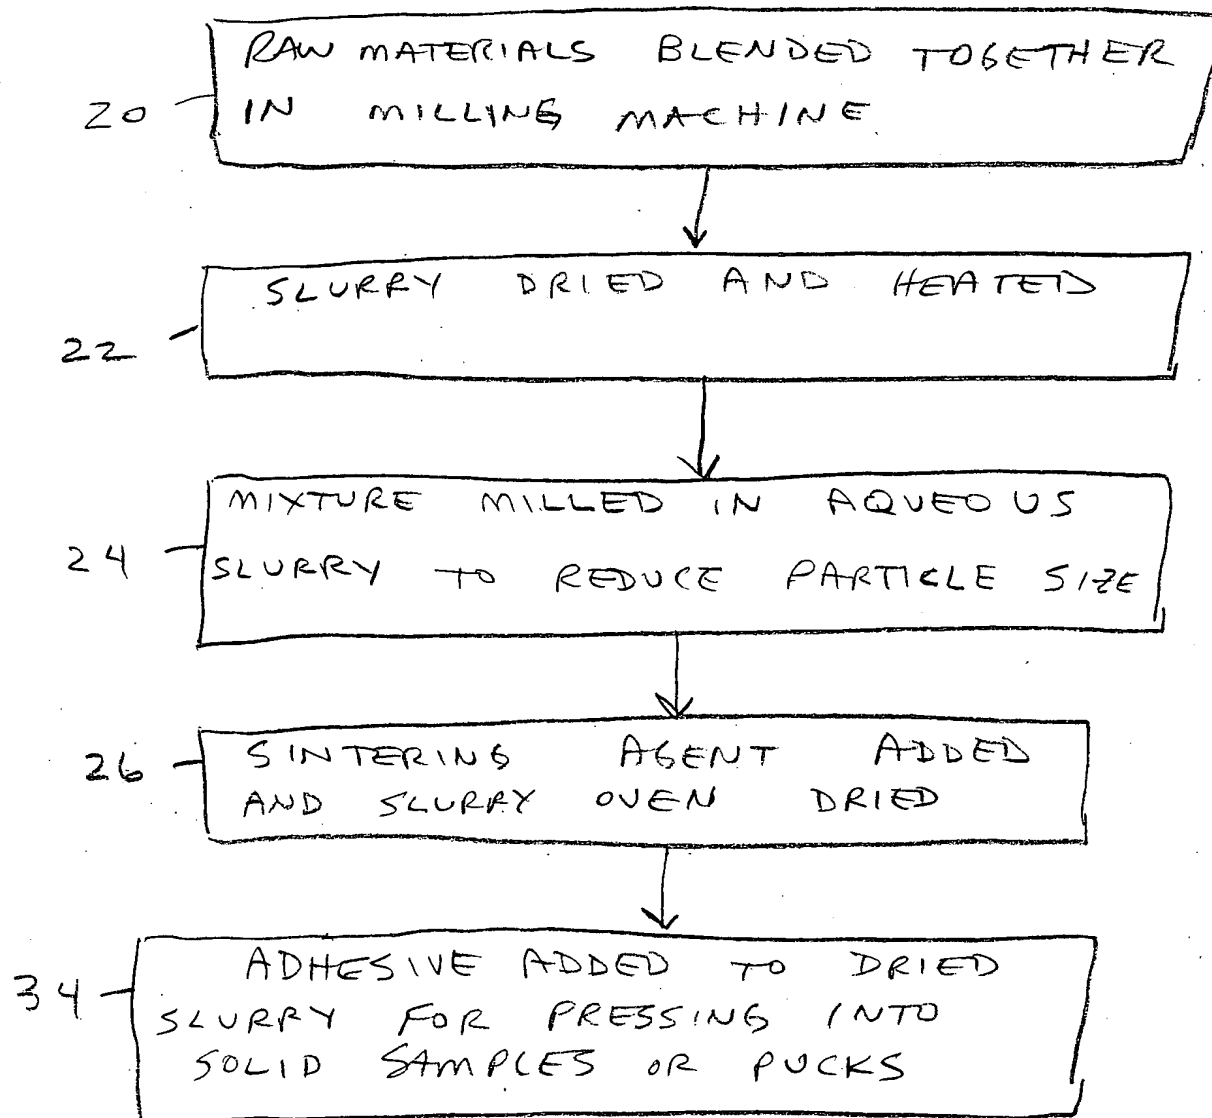 RAW MATERIALS BLENDED TOGETHER
20 IN MILLING MACHINE
SLURRY DRIED AND HEATED
22
MIXTURE MILLED IN AQUEOUS
24 SLURRY TO REDUCE PARTICLE SIZE
26 SINTERING AGENT ADDED
AND SLURRY OVEN DRIED
34 ADHESIVE ADDED TO DRIED
SLURRY FOR PRESSING INTO
SOLID SAMPLES OR PUCKS